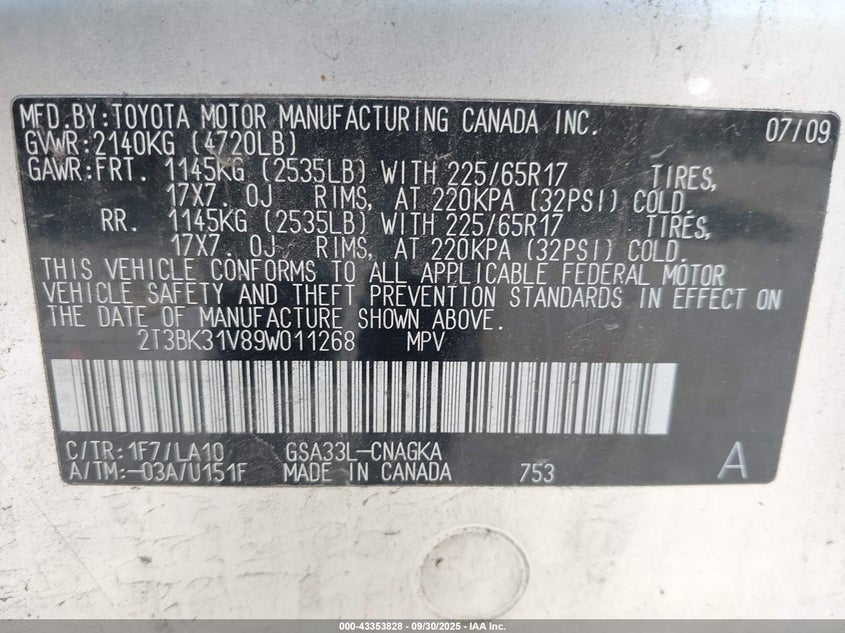 MFD.BY:TOYOTA MOTOR MANUFACTURING CANADA INC. 07/09
GVWR:2140KG (4720LB)
GAWR:FRT. 1145KG (2535LB) WITH 225/65R17 TIRES,
17X7.0J RIMS, AT 220KPA (32PSI) COLD.
RR. 1145KG (2535LB) WITH 225/65R17 TIRES,
17X7.0J RIMS, AT 220KPA (32PSI) COLD.
THIS VEHICLE CONFORMS TO ALL APPLICABLE FEDERAL MOTOR
VEHICLE SAFETY AND THEFT PREVENTION STANDARDS IN EFFECT ON
THE DATE OF MANUFACTURE SHOWN ABOVE.
2T3BK31V89W011268 MPV
C/TR:1F7/LA10 GSA33L-CNAGKA
A/TM:-03A/U151F MADE IN CANADA 753 A
000-43353828 - 09/30/2025 - IAA Inc.